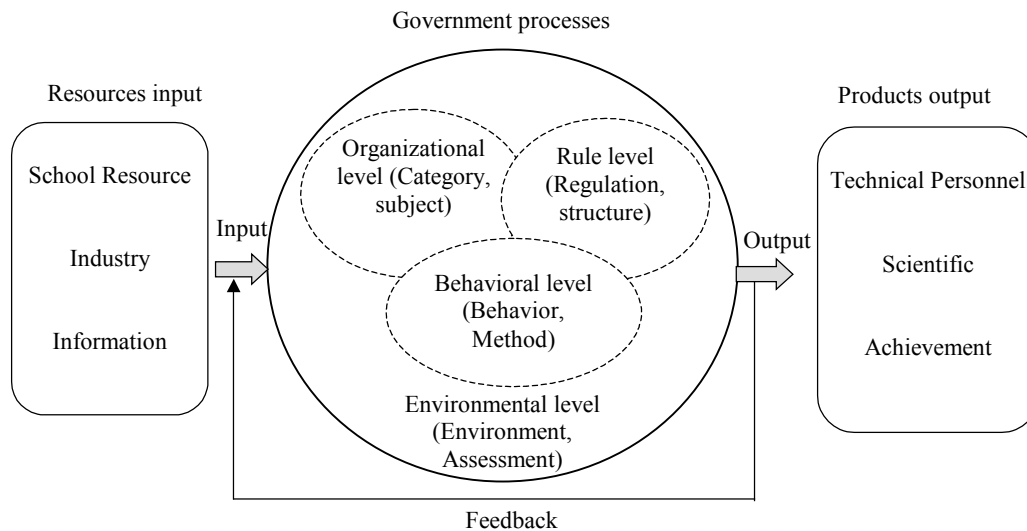 Government processes
Resources input
School Resource
Industry
Information
Input
Organizational
level (Category,
subject)
Rule level
(Regulation,
structure)
Behavioral level
(Behavior,
Method)
Environmental level
(Environment,
Assessment)
Output
Products output
Technical Personnel
Scientific
Achievement
Feedback